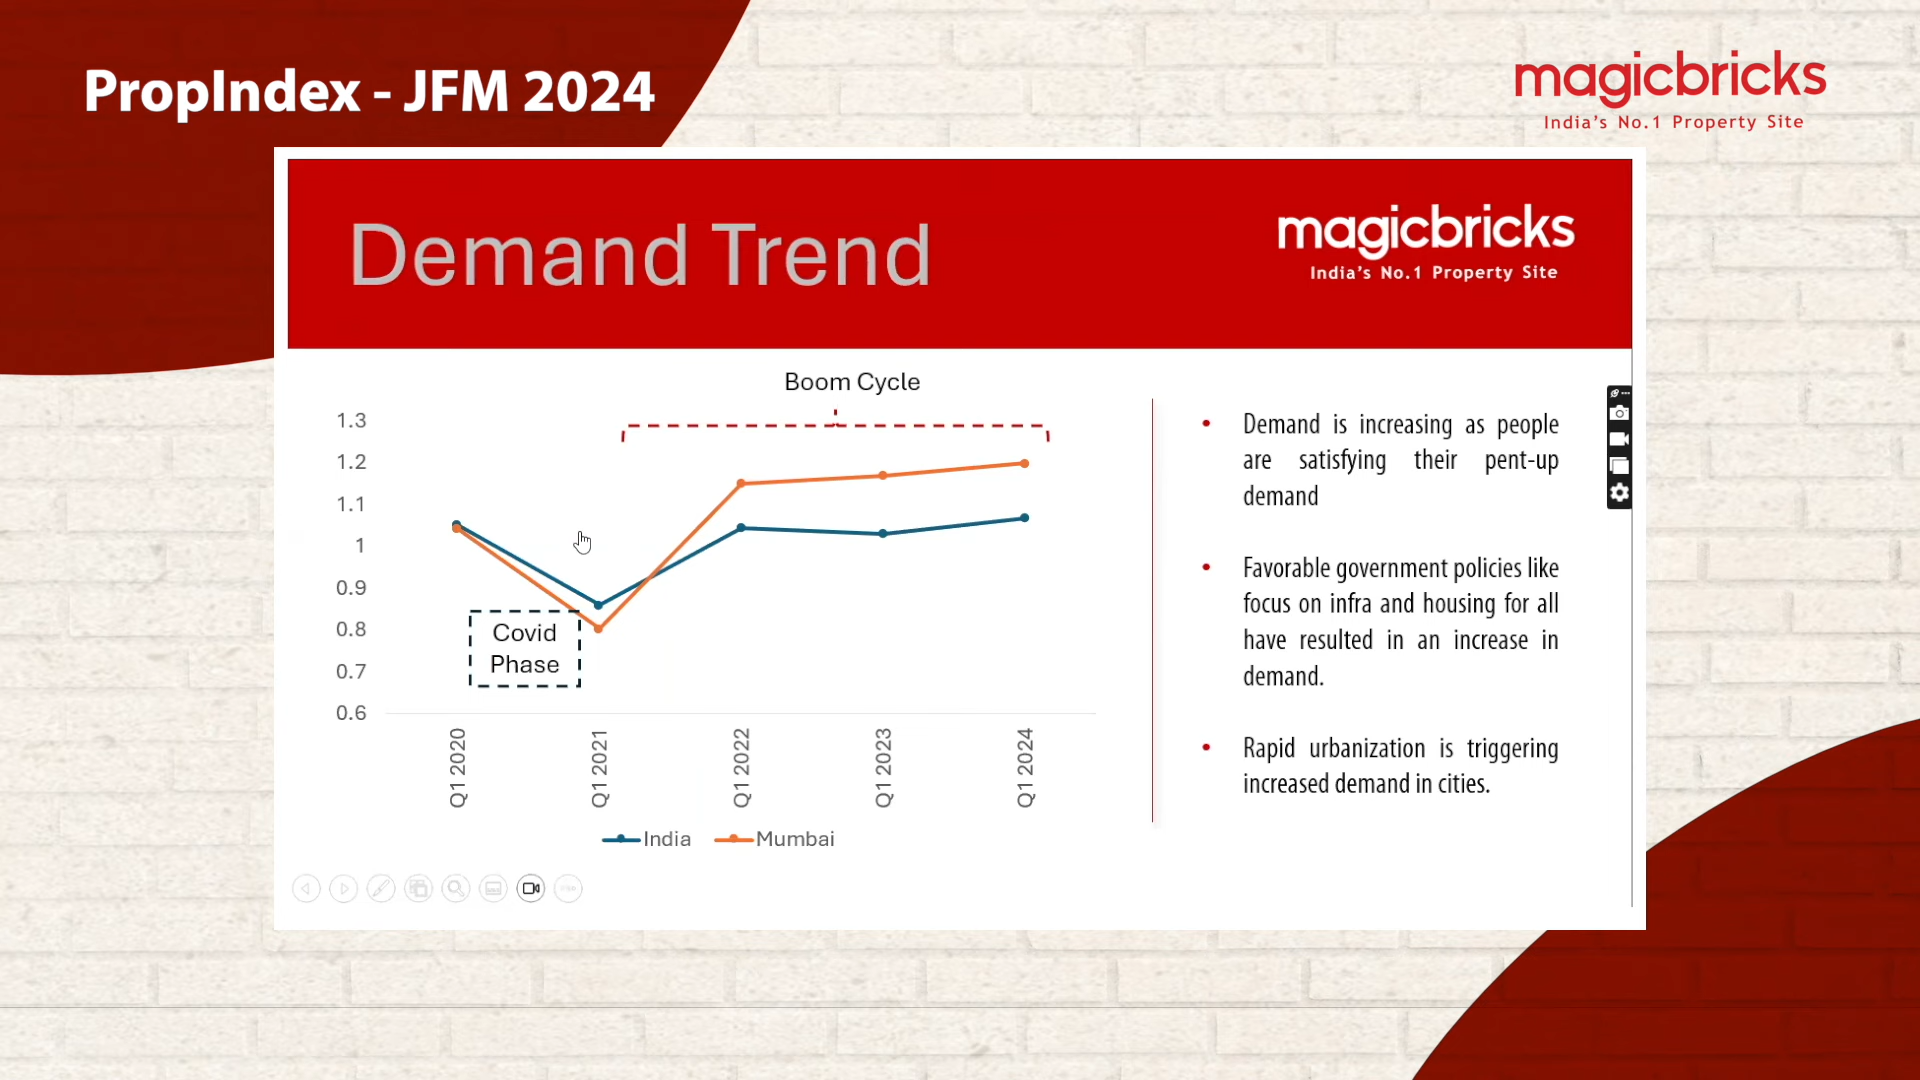 PropIndex - JFM 2024
magicbricks
India's No.1 Property Site
Demand Trend
magicbricks
India's No.1 Property Site
Boom Cycle
1.3
1.2
1.1
1
0.9
0.8
0.7
0.6
Covid
Phase
Q1 2020
Q1 2021
Q1 2022
Q1 2023
Q1 2024
India
Mumbai
• Demand is increasing as people
are satisfying their pent-up
demand
• Favorable government policies like
focus on infra and housing for all
have resulted in an increase in
demand.
• Rapid urbanization is triggering
increased demand in cities.